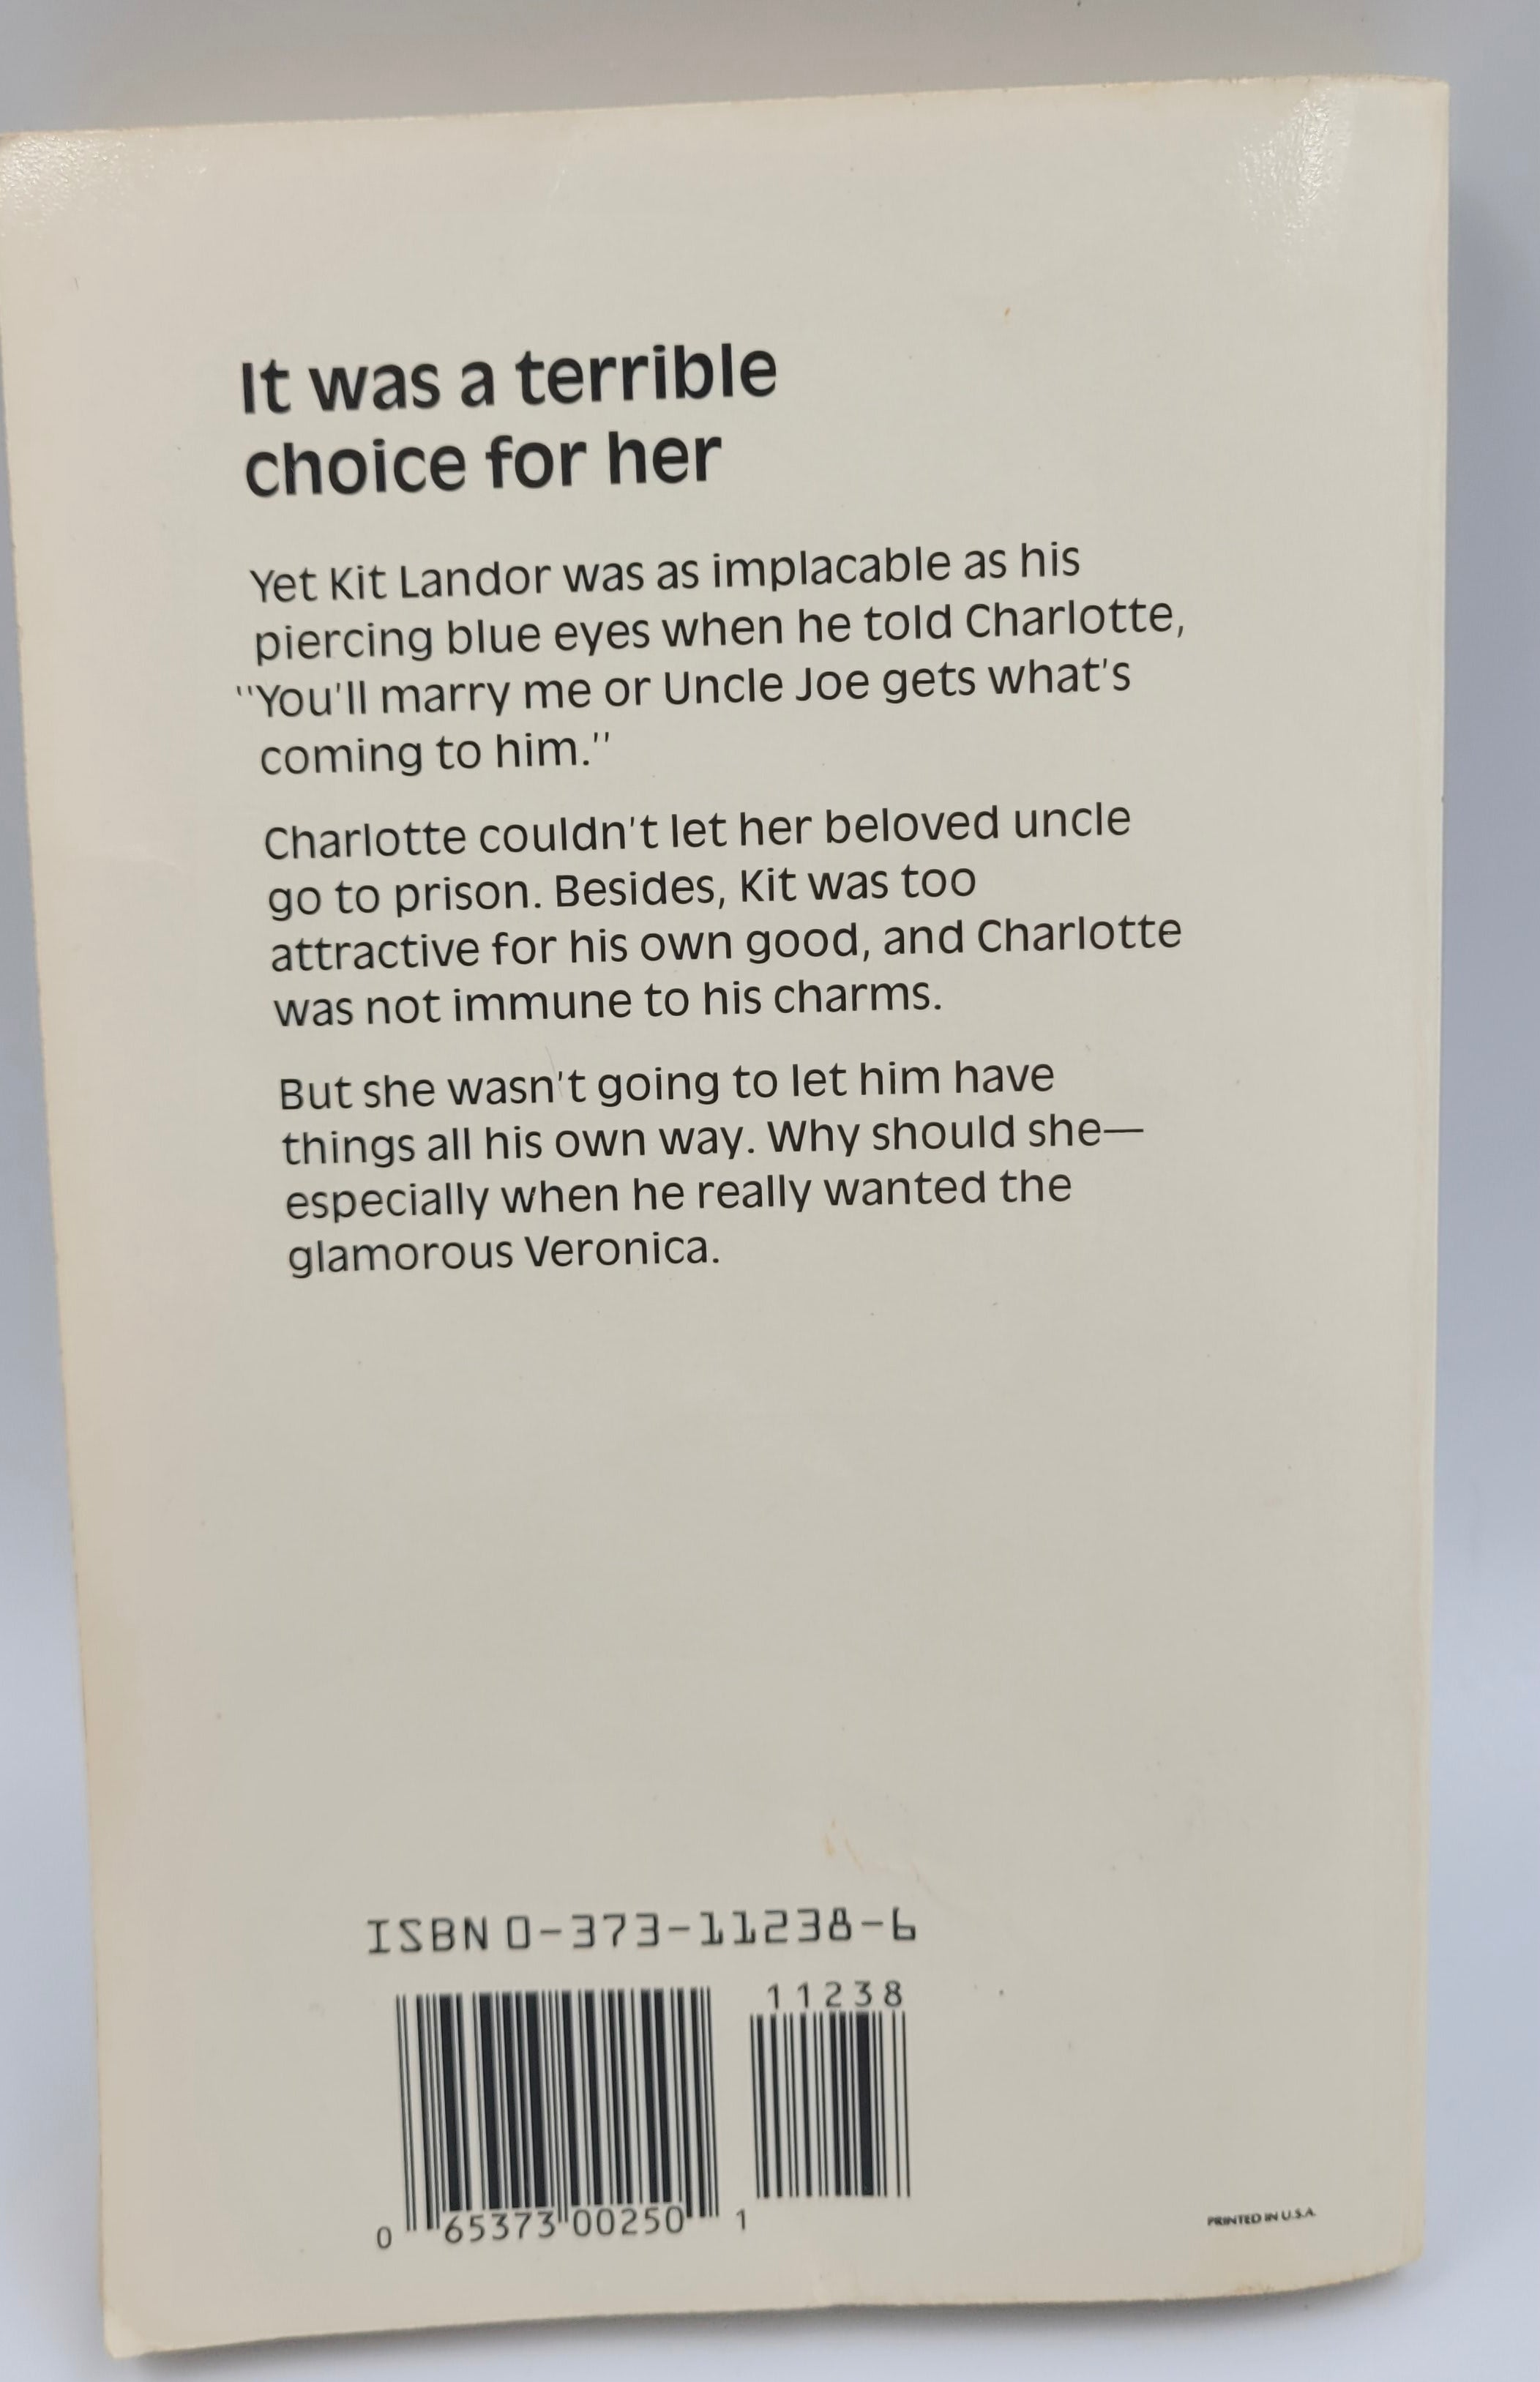 It was a terrible
choice for her
Yet Kit Landor was as implacable as his
piercing blue eyes when he told Charlotte,
"You'll marry me or Uncle Joe gets what's
coming to him."
Charlotte couldn't let her beloved uncle
go to prison. Besides, Kit was too
attractive for his own good, and Charlotte
was not immune to his charms.
But she wasn't going to let him have
things all his own way. Why should she—
especially when he really wanted the
glamorous Veronica.
ISBN 0-373-11238-6
11238
0 65373 00250 1
PRINTED IN U.S.A.